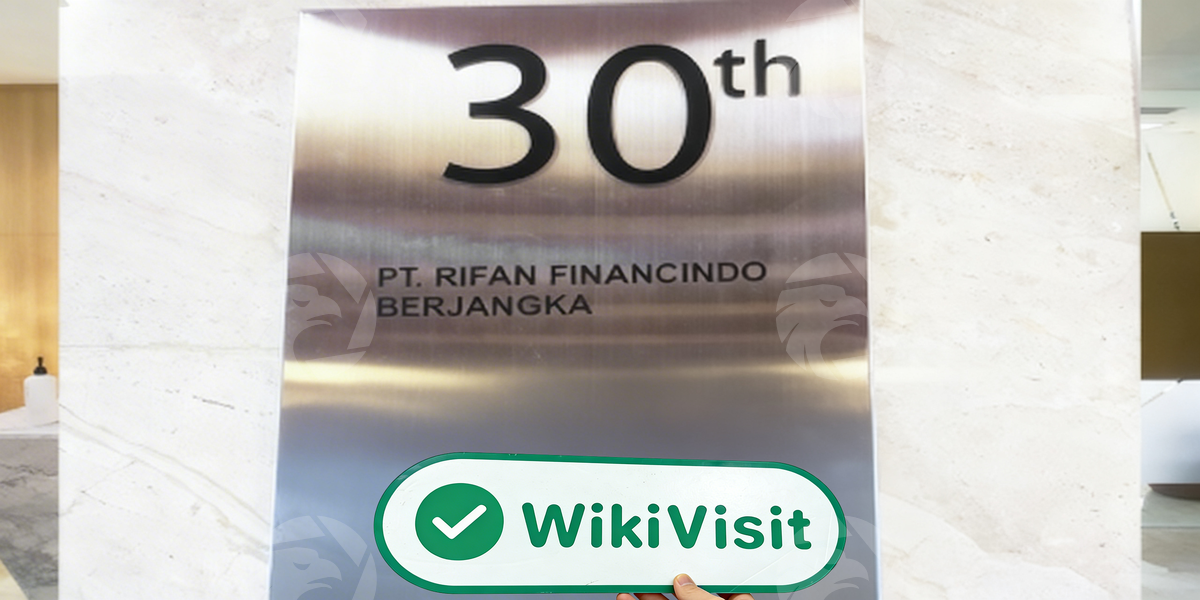 30th
PT. RIFAN FINANCINDO
BERJANGKA
WikiVisit